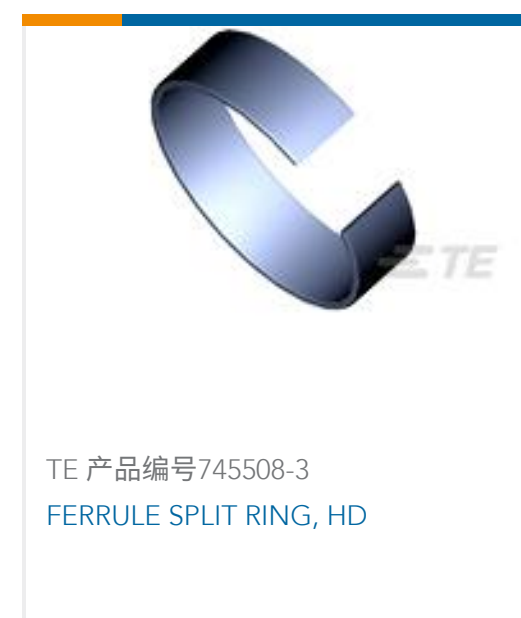 TE
TE 产品编号745508-3
FERRULE SPLIT RING, HD